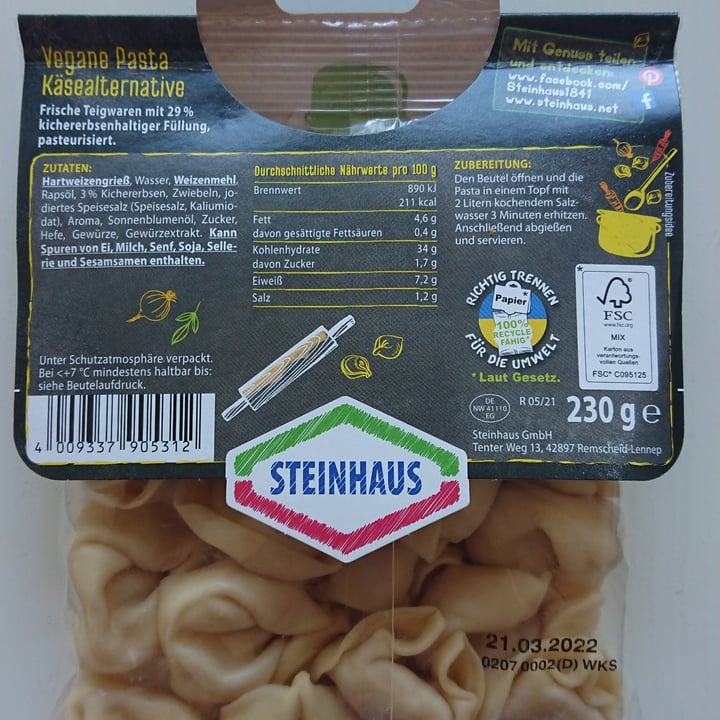 Vegane Pasta
Käsealternative
Frische Teigwaren mit 29 %
kichererbsenhaltiger Füllung,
pasteurisiert.
Mit Genuss teilen
und entdecken:
www.facebook.com/
Steinhaus1841
www.steinhaus.net
ZUTATEN:
Hartweizengrieß, Wasser, Weizenmehl,
Rapsöl, 3 % Kichererbsen, Zwiebeln, jo-
diertes Speisesalz (Speisesalz, Kaliumio-
dat), Aroma, Sonnenblumenöl, Zucker,
Hefe, Gewürze, Gewürzextrakt. Kann
Spuren von Ei, Milch, Senf, Soja, Selle-
rie und Sesamsamen enthalten.
Durchschnittliche Nährwerte pro 100 g
Brennwert 890 kJ
211 kcal
Fett 4,6 g
davon gesättigte Fettsäuren 0,4 g
Kohlenhydrate 34 g
davon Zucker 1,7 g
Eiweiß 7,2 g
Salz 1,2 g
ZUBEREITUNG:
Den Beutel öffnen und die
Pasta in einem Topf mit
2 Litern kochendem Salz-
wasser 3 Minuten erhitzen.
Anschließend abgießen
und servieren.
Zubereitungsidee
RICHTIG TRENNEN
Papier*
100%
RECYCLE
FÄHIG*
FÜR DIE UMWELT
*Laut Gesetz.
FSC
www.fsc.org
MIX
Karton aus
verantwortungs-
vollen Quellen
FSC® C095125
Unter Schutzatmosphäre verpackt.
Bei <+7 °C mindestens haltbar bis:
siehe Beutelaufdruck.
4 009337 905312
DE
NW 41110
EG
R 05/21
230 g e
Steinhaus GmbH
Tenter Weg 13, 42897 Remscheid-Lennep
STEINHAUS
21.03.2022
0207 0002(D) WKS